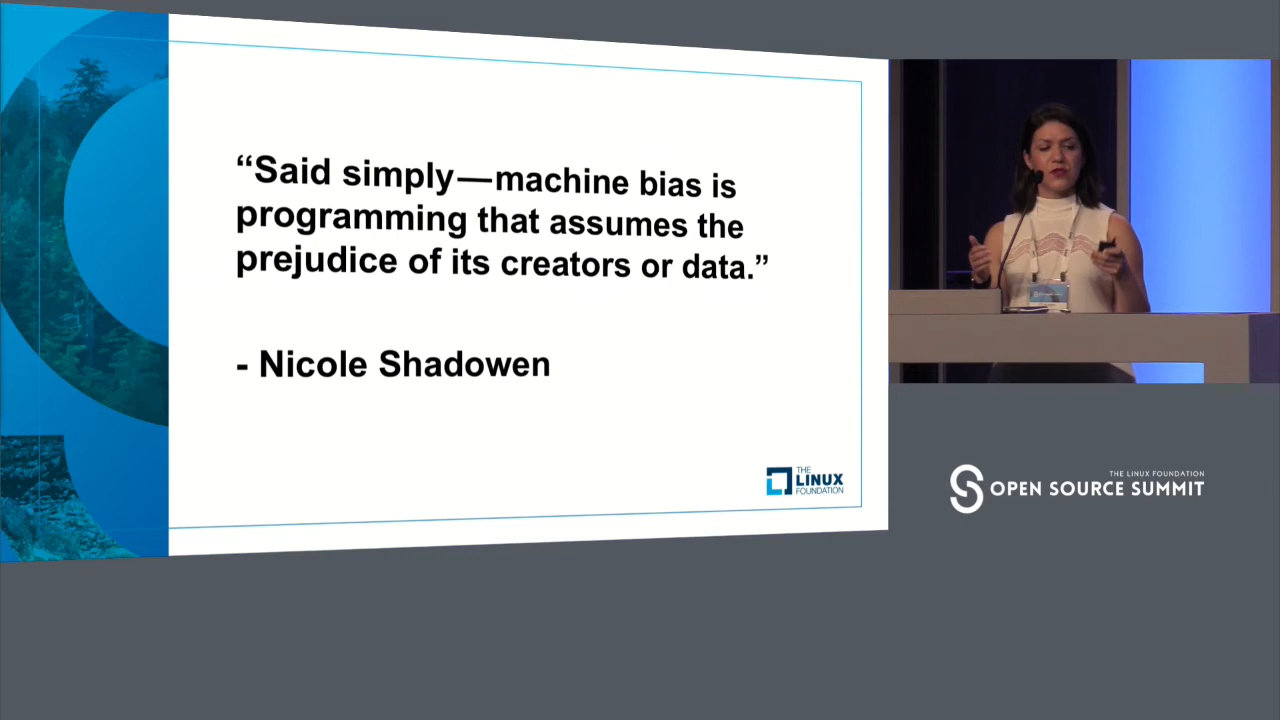 “Said simply—machine bias is
programming that assumes the
prejudice of its creators or data.”
- Nicole Shadowen
THE
LINUX
FOUNDATION
THE LINUX FOUNDATION
OPEN SOURCE SUMMIT